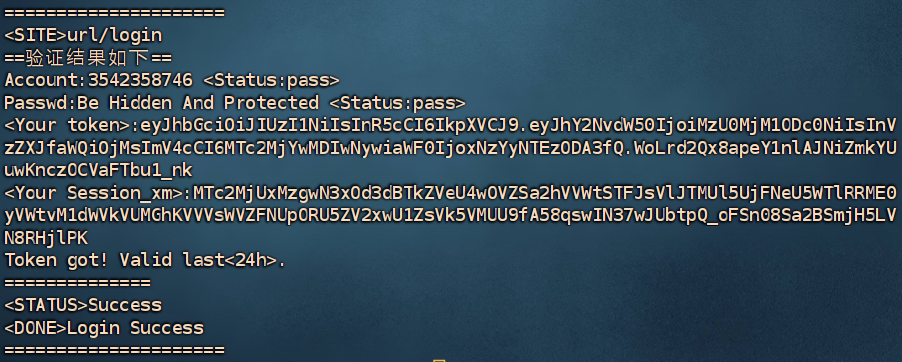 =====================
<SITE>url/login
==验证结果如下==
Account:3542358746 <Status:pass>
Passwd:Be Hidden And Protected <Status:pass>
<Your token>:eyJhbGciOiJIUzI1NiIsInR5cCI6IkpXVCJ9.eyJhY2NvdW50IjoiMzU0MjM1ODc0NiIsInV
zZXJfaWQiOjMsImV4cCI6MTc2MjYwMDIwNywiaWF0IjoxNzYyNTEzODA3fQ.WoLrd2Qx8apeY1nlAJNiZmkYU
uwKnczOCVaFTbu1_nk
<Your Session_xm>:MTc2MjUxMzgwN3xOd3dBTkZVeU4wOVZSa2hVVWtSTFJsVlJTMUl5UjFNeU5WTlRRME0
yVWtvM1dWVkVUMGhKVVVsWVZFNUpORU5ZV2xwU1ZsVk5VMUU9fA58qswIN37wJUbtpQ_oFSn08Sa2BSmjH5LV
N8RHjlPK
Token got! Valid last<24h>.
==============
<STATUS>Success
<DONE>Login Success
=====================